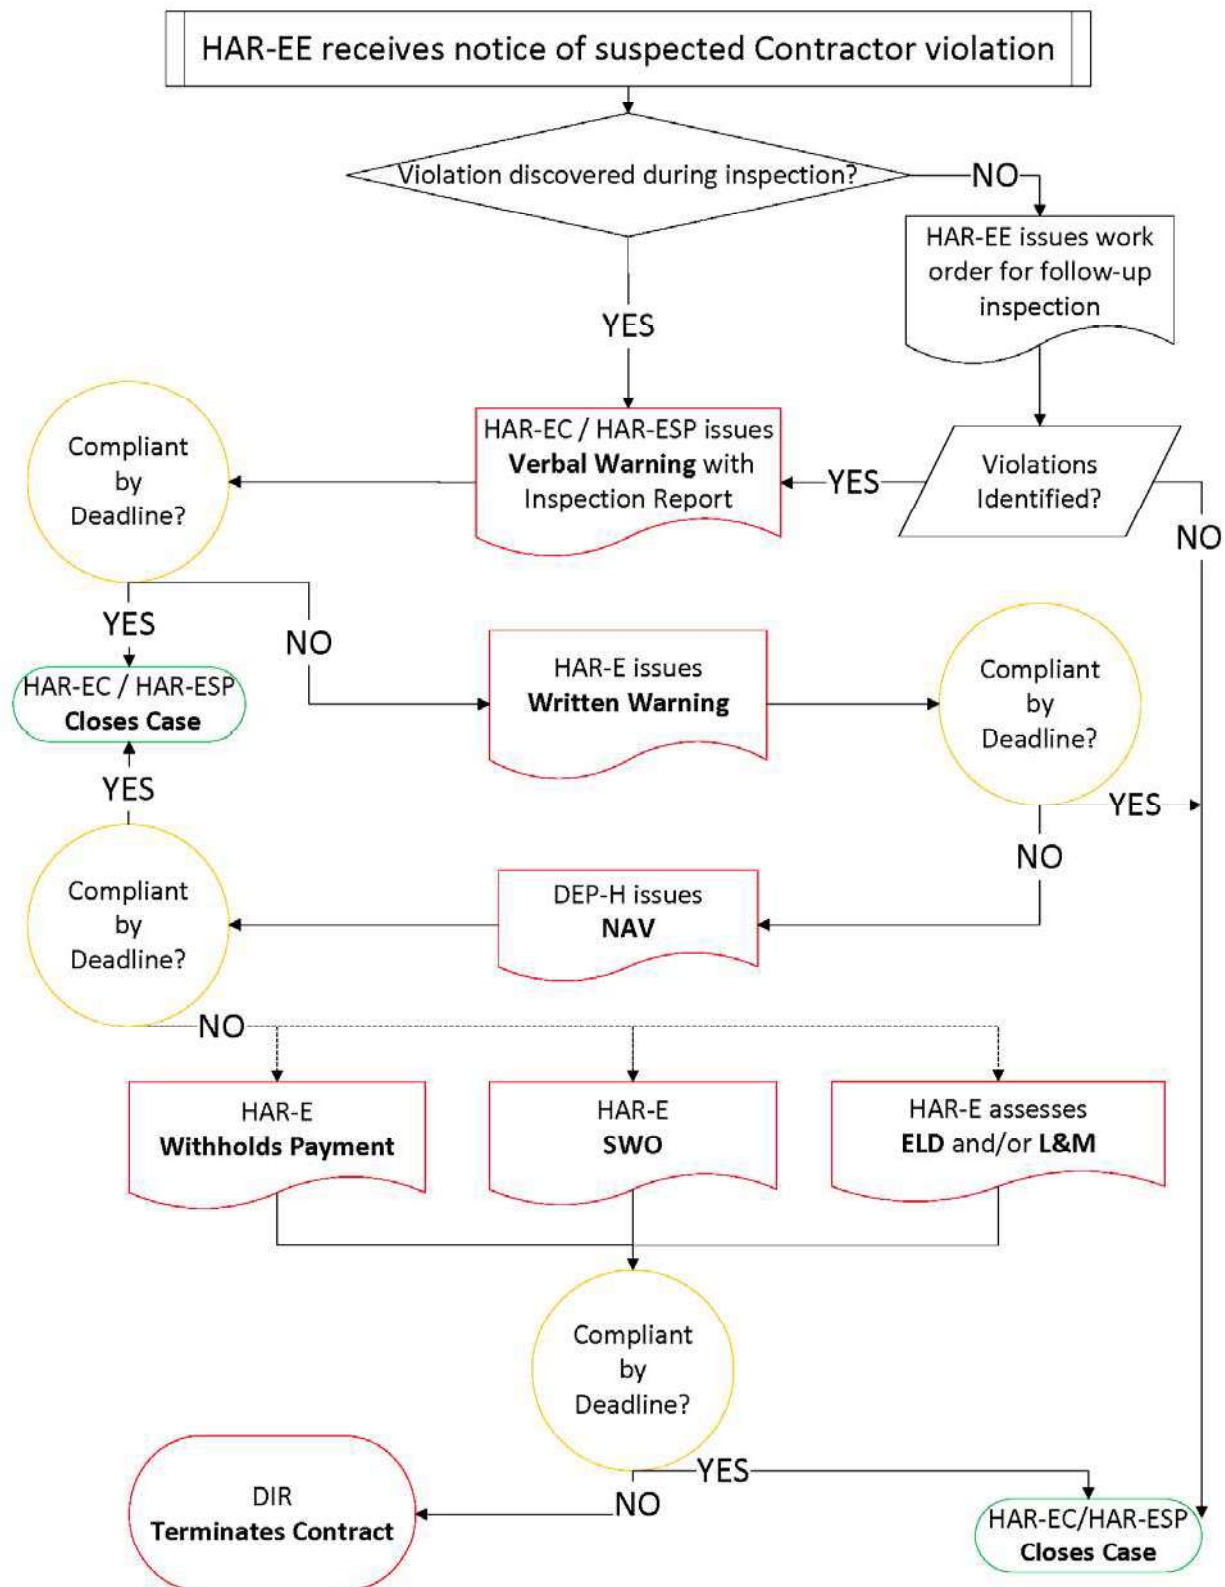 HAR-EE receives notice of suspected Contractor violation
Violation discovered during inspection?
NO
HAR-EE issues work
order for follow-up
inspection
YES
Compliant
by
Deadline?
HAR-EC / HAR-ESP issues
Verbal Warning with
Inspection Report
YES
Violations
Identified?
NO
YES
NO
HAR-EC / HAR-ESP
Closes Case
HAR-E issues
Written Warning
Compliant
by
Deadline?
YES
YES
NO
Compliant
by
Deadline?
DEP-H issues
NAV
NO
HAR-E
Withholds Payment
HAR-E
SWO
HAR-E assesses
ELD and/or L&M
Compliant
by
Deadline?
YES
NO
DIR
Terminates Contract
HAR-EC/HAR-ESP
Closes Case